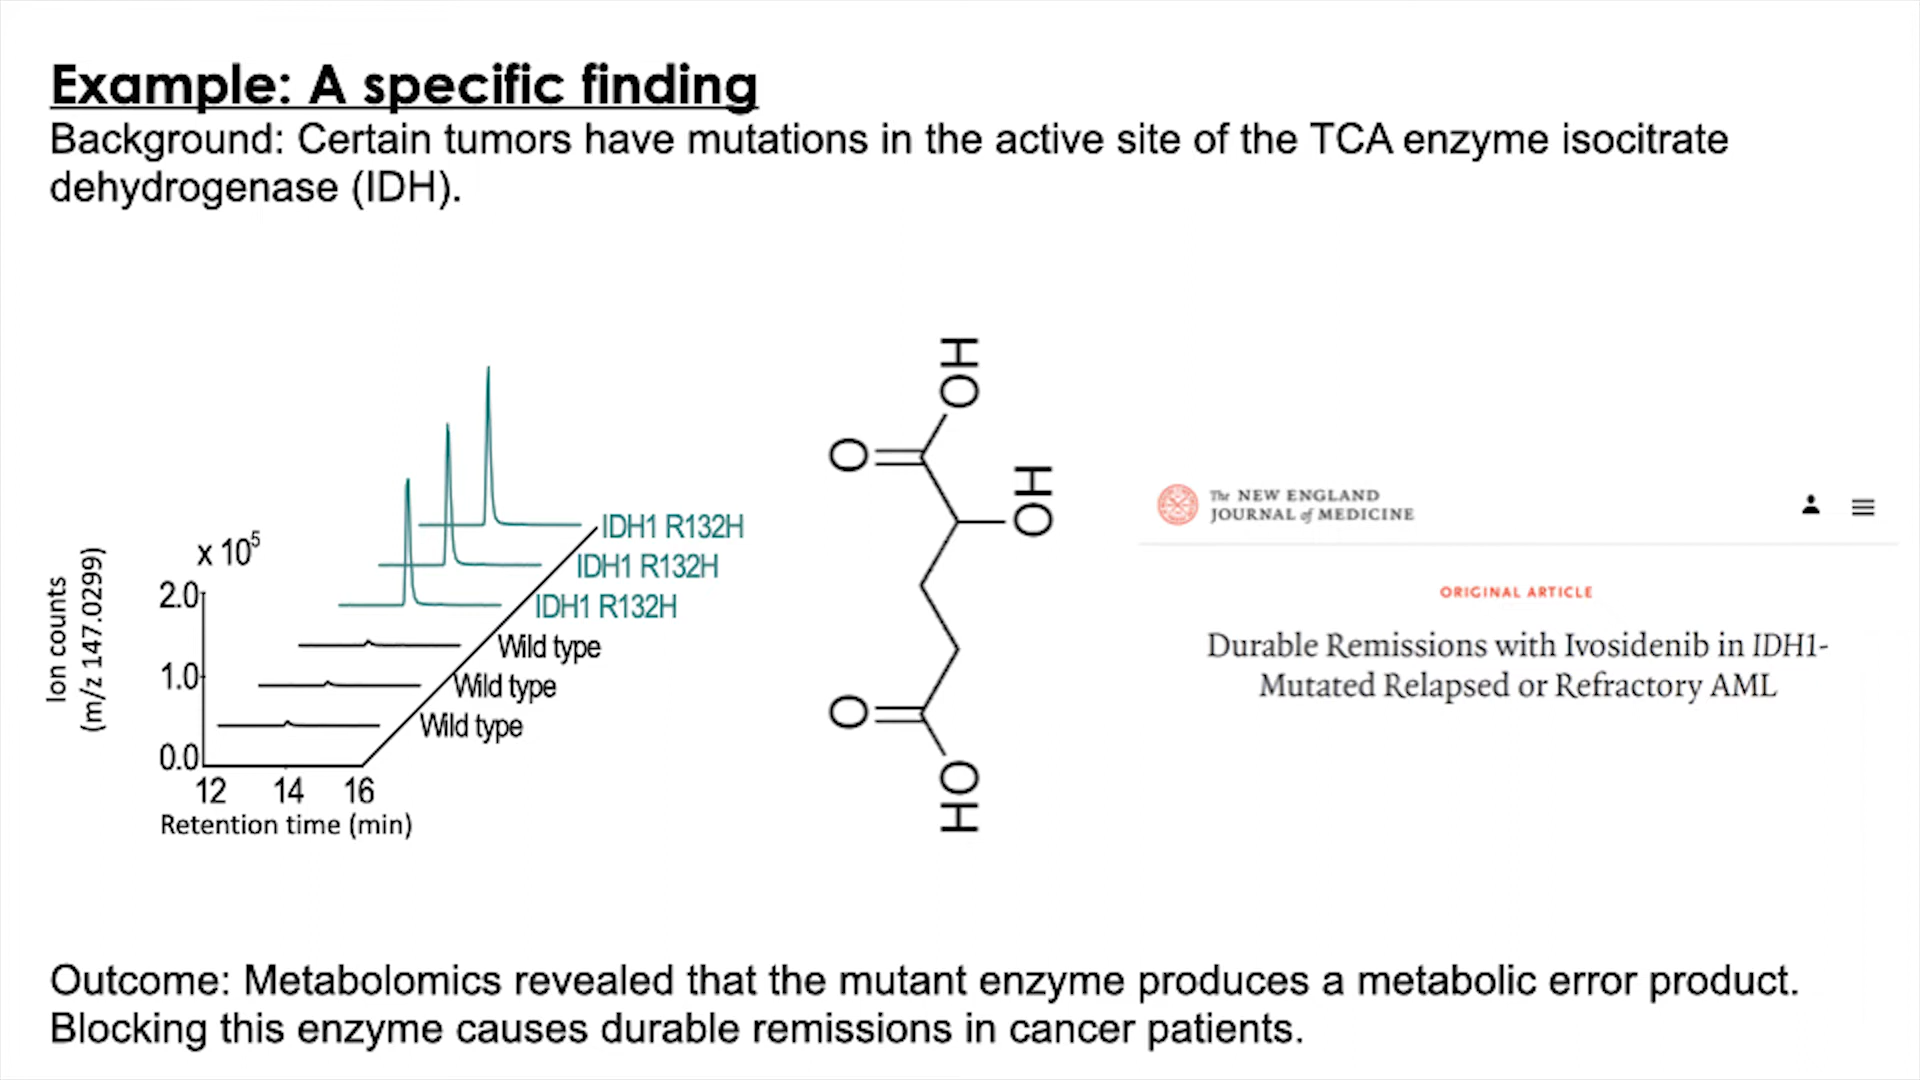 Example: A specific finding
Background: Certain tumors have mutations in the active site of the TCA enzyme isocitrate
dehydrogenase (IDH).
Ion counts
(m/z 147.0299)
x 10⁵
2.0
1.0
0.0
12 14 16
Retention time (min)
IDH1 R132H
IDH1 R132H
IDH1 R132H
Wild type
Wild type
Wild type
OH
O
OH
O
OH
The NEW ENGLAND
JOURNAL of MEDICINE
ORIGINAL ARTICLE
Durable Remissions with Ivosidenib in IDH1-
Mutated Relapsed or Refractory AML
Outcome: Metabolomics revealed that the mutant enzyme produces a metabolic error product.
Blocking this enzyme causes durable remissions in cancer patients.